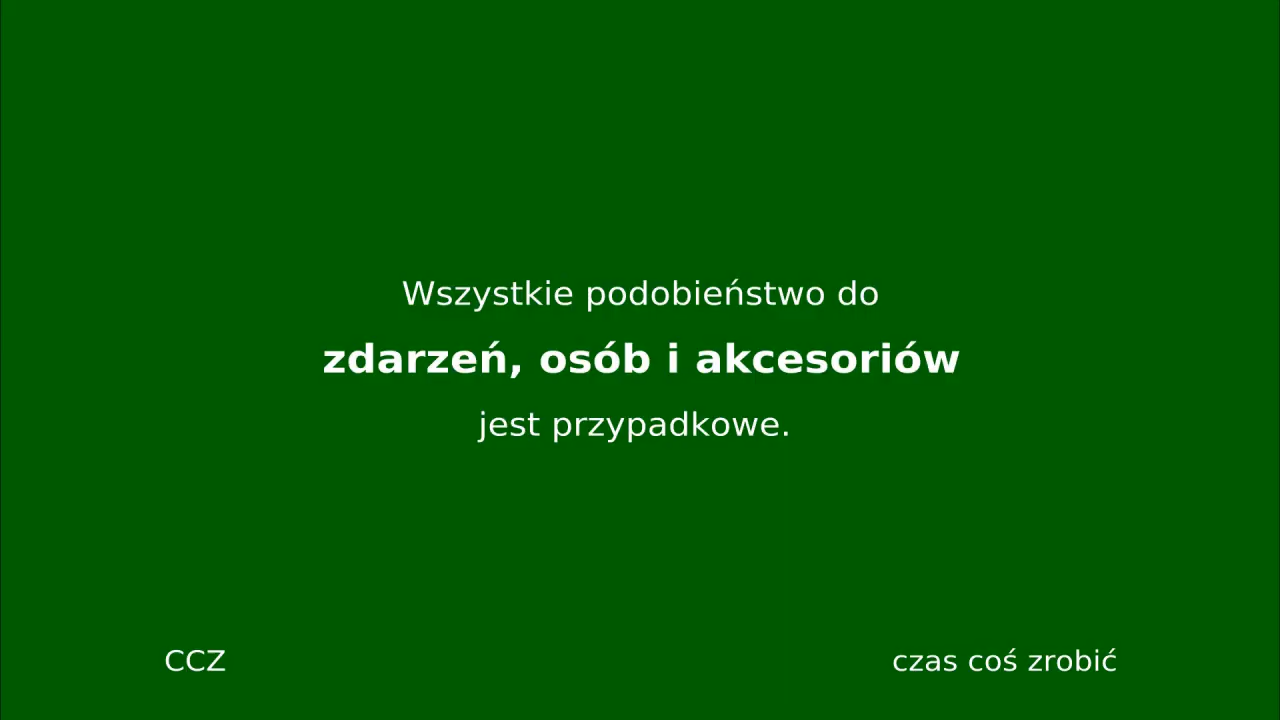 Wszystkie podobieństwo do
zdarzeń, osób i akcesoriów
jest przypadkowe.
CCZ
czas coś zrobić